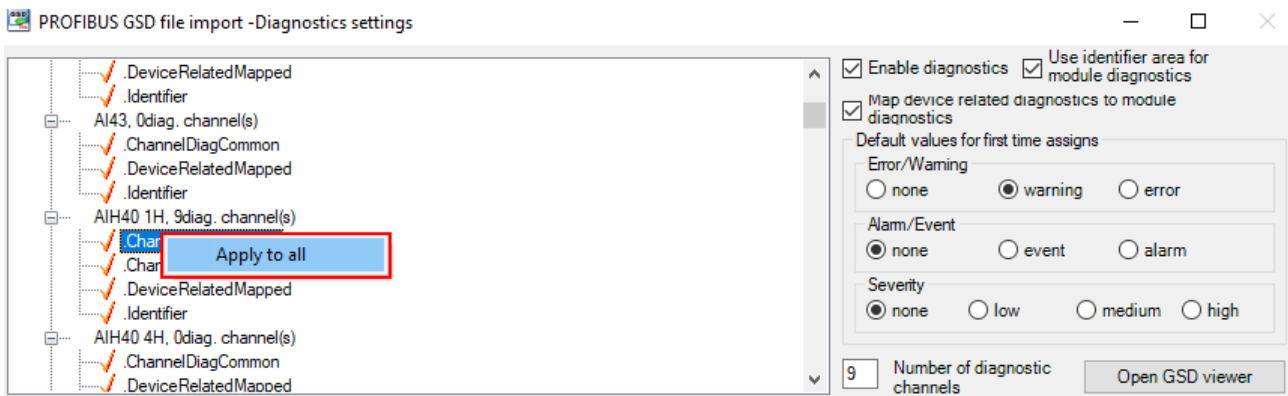 PROFIBUS GSD file import -Diagnostics settings
.DeviceRelatedMapped
.Identifier
AI43, 0diag. channel(s)
.ChannelDiagCommon
.DeviceRelatedMapped
.Identifier
AIH40 1H, 9diag. channel(s)
.Char
Apply to all
.Char
.DeviceRelatedMapped
.Identifier
AIH40 4H, 0diag. channel(s)
.ChannelDiagCommon
.DeviceRelatedMapped
Enable diagnostics
Use identifier area for
module diagnostics
Map device related diagnostics to module
diagnostics
Default values for first time assigns
Error/Warning
none warning error
Alarm/Event
none event alarm
Severity
none low medium high
9
Number of diagnostic
channels
Open GSD viewer